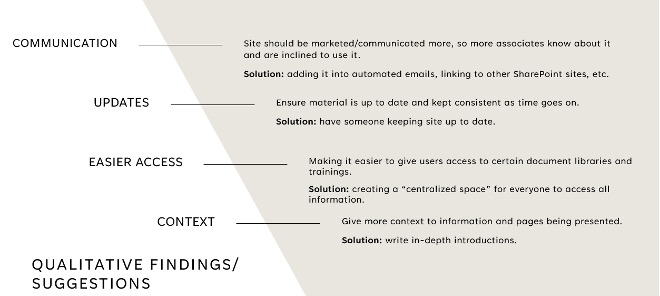 COMMUNICATION
Site should be marketed/communicated more, so more associates know about it
and are inclined to use it.
Solution: adding it into automated emails, linking to other SharePoint sites, etc.
UPDATES
Ensure material is up to date and kept consistent as time goes on.
Solution: have someone keeping site up to date.
EASIER ACCESS
Making it easier to give users access to certain document libraries and
trainings.
Solution: creating a “centralized space” for everyone to access all
information.
CONTEXT
Give more context to information and pages being presented.
Solution: write in-depth introductions.
QUALITATIVE FINDINGS/
SUGGESTIONS